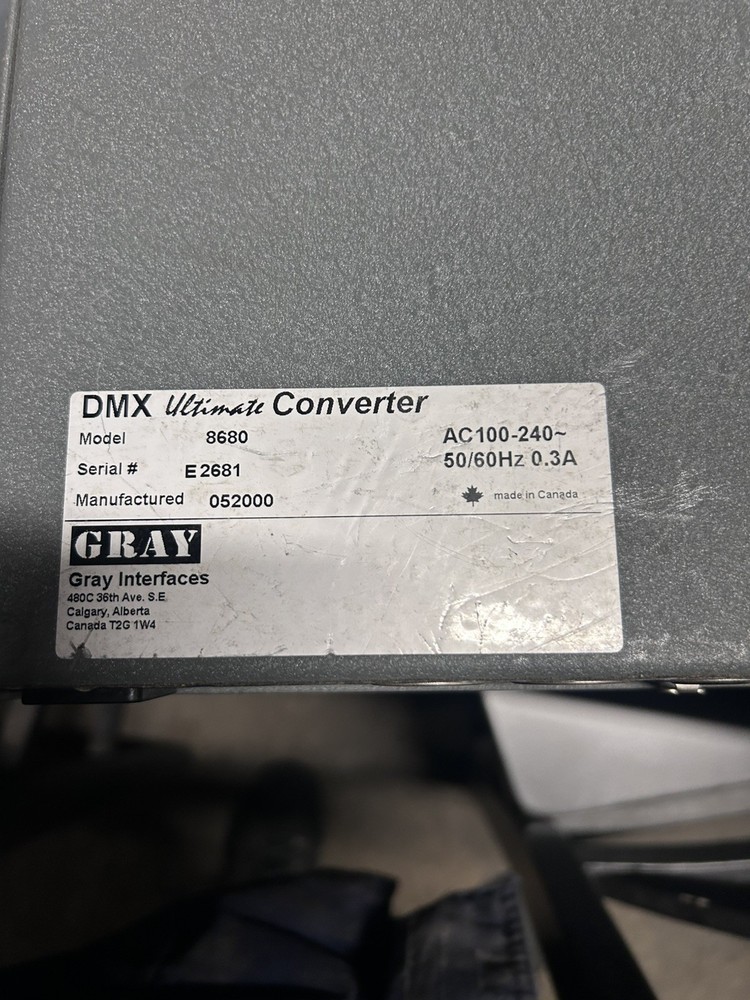 DMX Ultimate Converter
Model 8680
AC100-240~
Serial # E2681
50/60Hz 0.3A
Manufactured 052000
made in Canada
GRAY
Gray Interfaces
480C 36th Ave. S.E.
Calgary, Alberta
Canada T2G 1W4